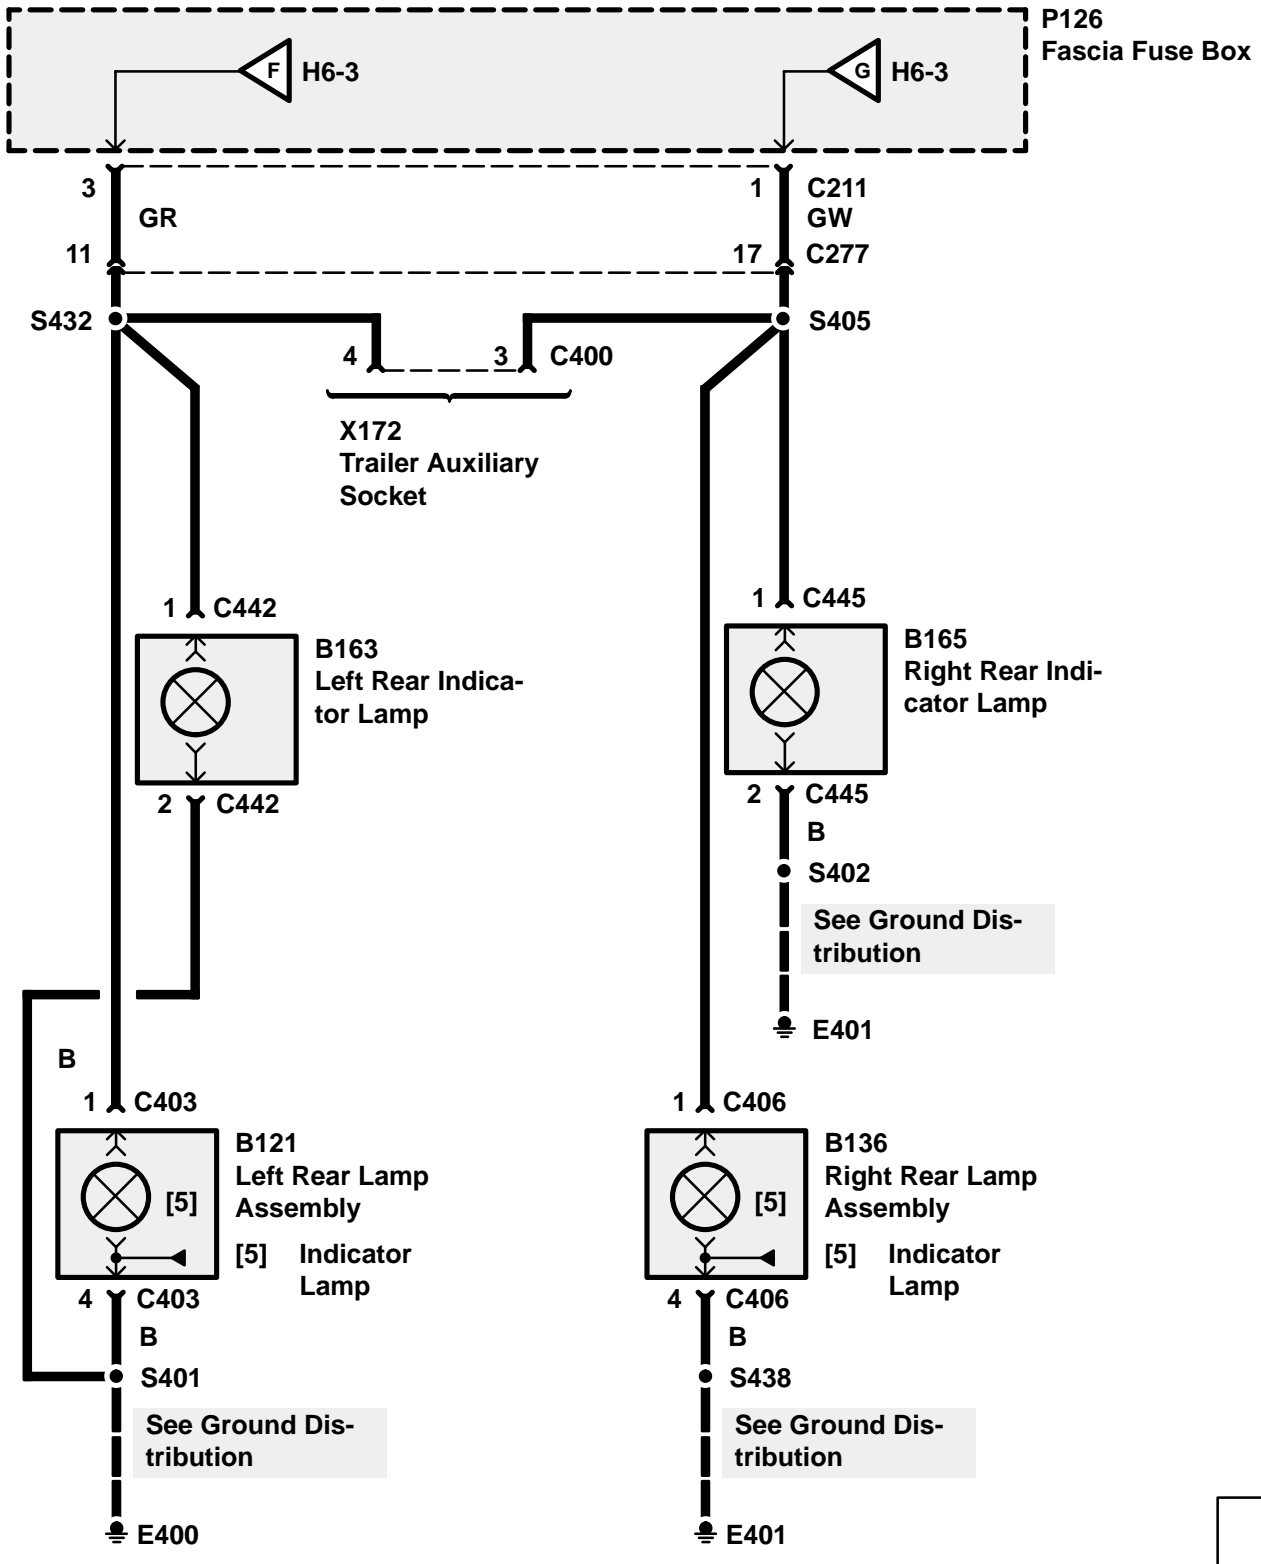 P126
Fascia Fuse Box
F H6-3
G H6-3
3
1 C211
GR
GW
11
17 C277
S432
S405
4
3 C400
X172
Trailer Auxiliary
Socket
1 C442
B163
Left Rear Indica-
tor Lamp
2 C442
1 C445
B165
Right Rear Indi-
cator Lamp
2 C445
B
S402
See Ground Dis-
tribution
E401
B
1 C403
B121
Left Rear Lamp
Assembly
[5]
[5] Indicator
Lamp
4 C403
B
S401
See Ground Dis-
tribution
E400
1 C406
B136
Right Rear Lamp
Assembly
[5]
[5] Indicator
Lamp
4 C406
B
S438
See Ground Dis-
tribution
E401